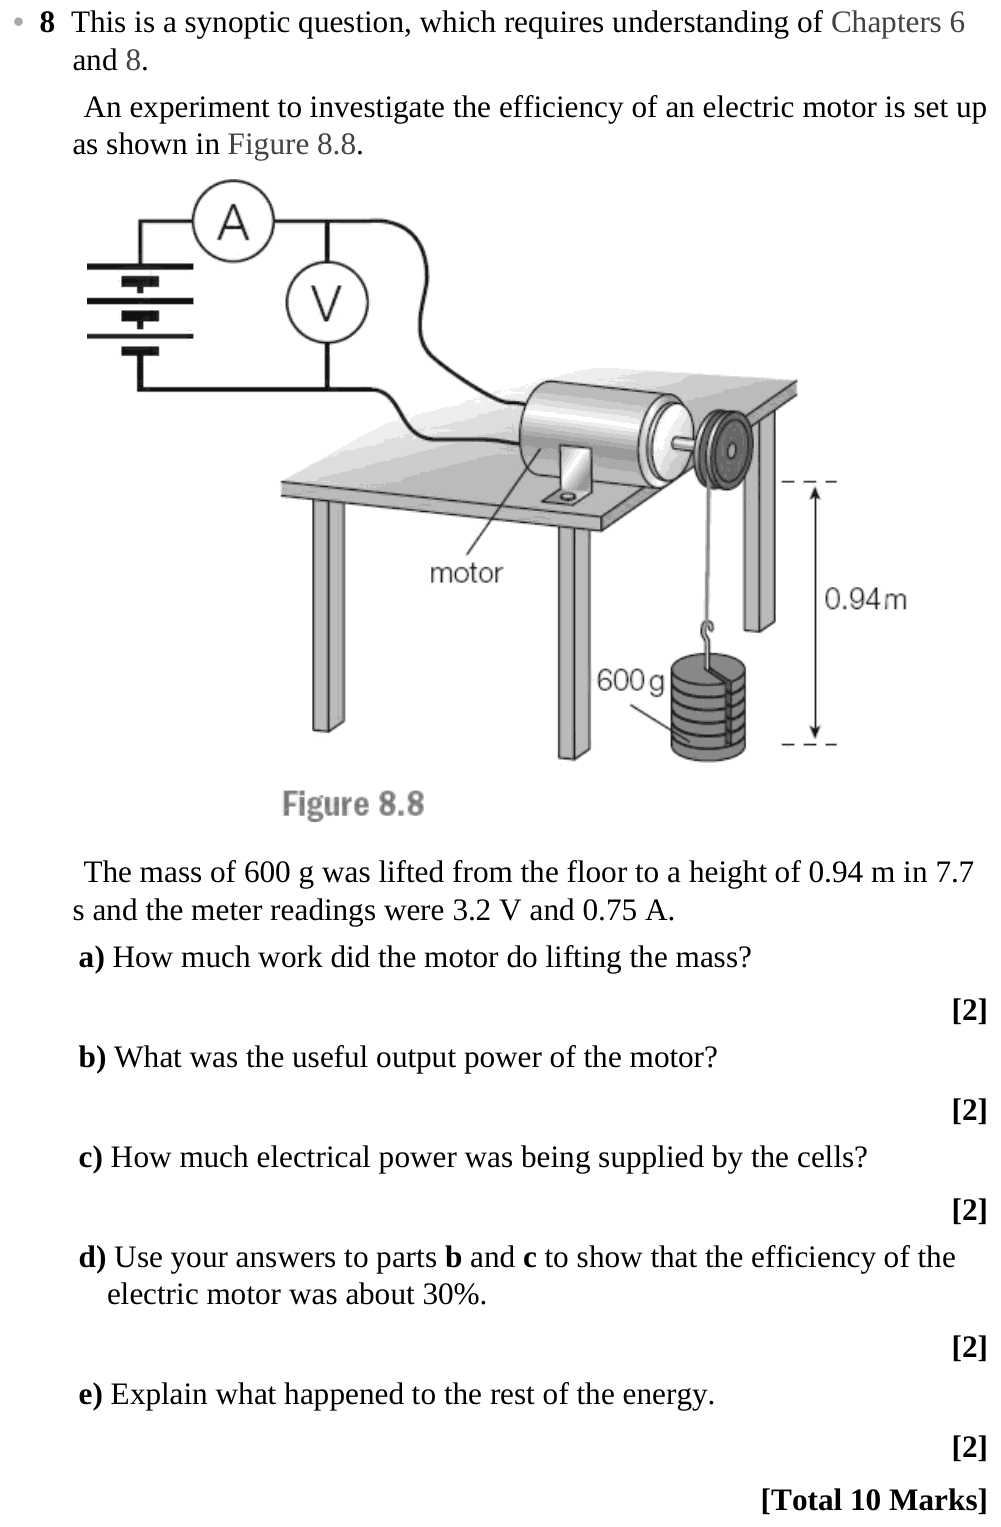 • 8 This is a synoptic question, which requires understanding of Chapters 6
and 8.
An experiment to investigate the efficiency of an electric motor is set up
as shown in Figure 8.8.
A
V
motor
0.94m
600g
Figure 8.8
The mass of 600 g was lifted from the floor to a height of 0.94 m in 7.7
s and the meter readings were 3.2 V and 0.75 A.
a) How much work did the motor do lifting the mass?
[2]
b) What was the useful output power of the motor?
[2]
c) How much electrical power was being supplied by the cells?
[2]
d) Use your answers to parts b and c to show that the efficiency of the
electric motor was about 30%.
[2]
e) Explain what happened to the rest of the energy.
[2]
[Total 10 Marks]